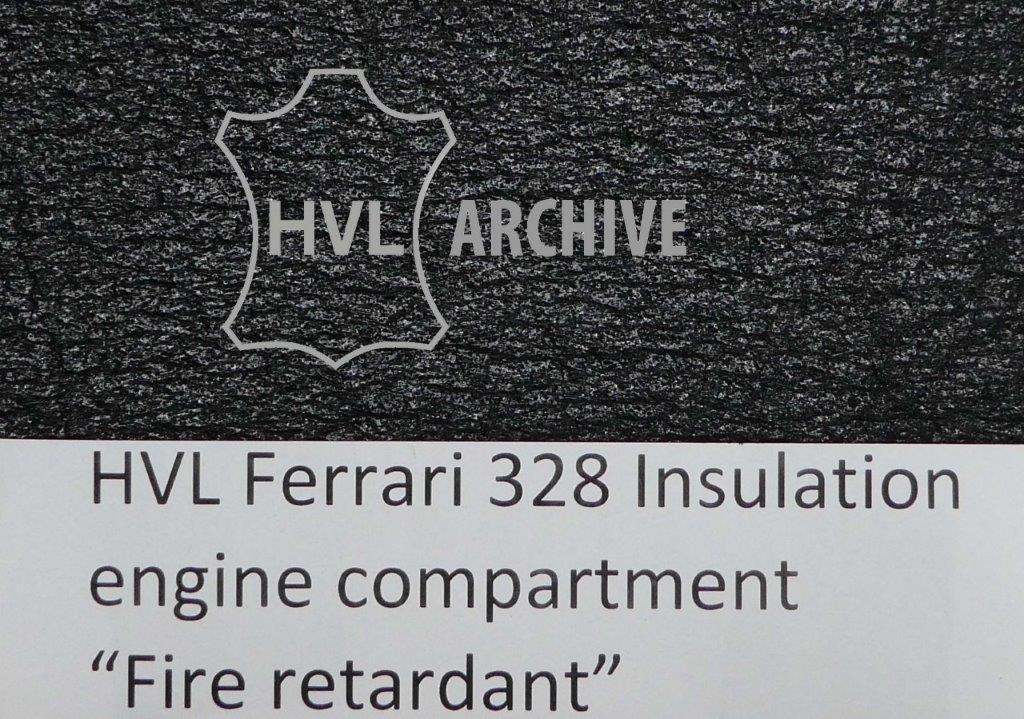 HVL ARCHIVE
HVL Ferrari 328 Insulation
engine compartment
“Fire retardant”